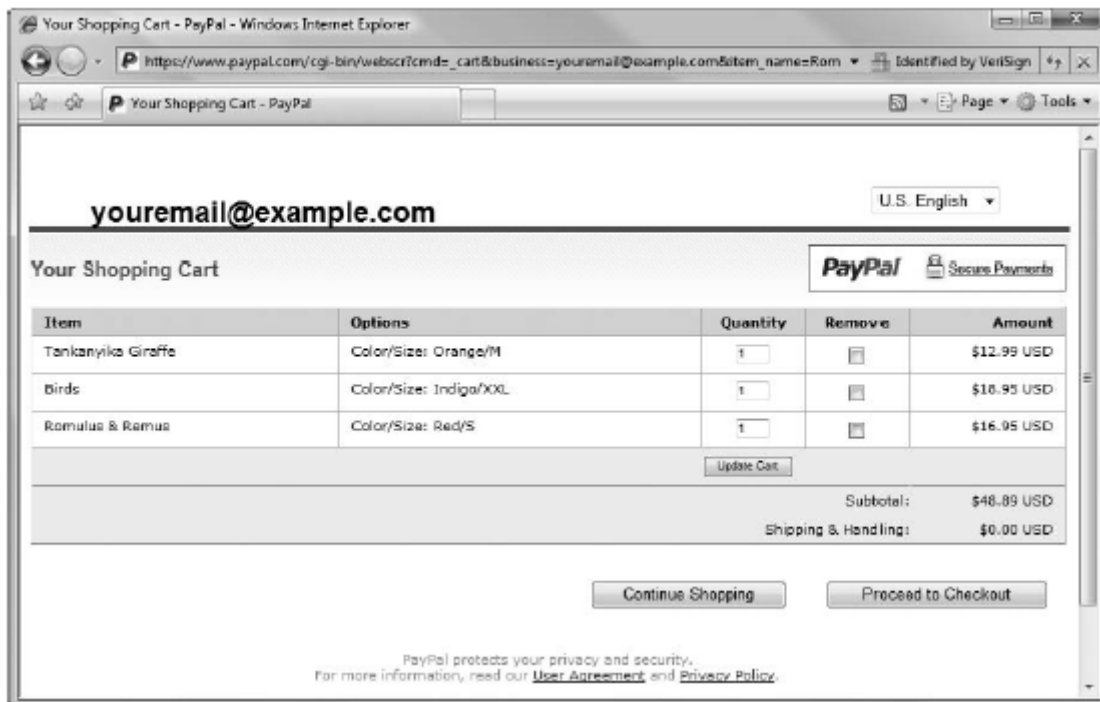 Your Shopping Cart - PayPal - Windows Internet Explorer
P https://www.paypal.com/cgi-bin/webscr?cmd=_cart&business=youremail@example.com&item_name=Rom Identified by VeriSign
P Your Shopping Cart - PayPal Page Tools
youremail@example.com U.S. English
Your Shopping Cart PayPal Secure Payments
Item Options Quantity Remove Amount
Tankanyika Giraffe Color/Size: Orange/M 1 $12.99 USD
Birds Color/Size: Indigo/XXL 1 $18.95 USD
Romulus & Remus Color/Size: Red/S 1 $16.95 USD
Update Cart
Subtotal: $48.89 USD
Shipping & Handling: $0.00 USD
Continue Shopping Proceed to Checkout
PayPal protects your privacy and security.
For more information, read our User Agreement and Privacy Policy.